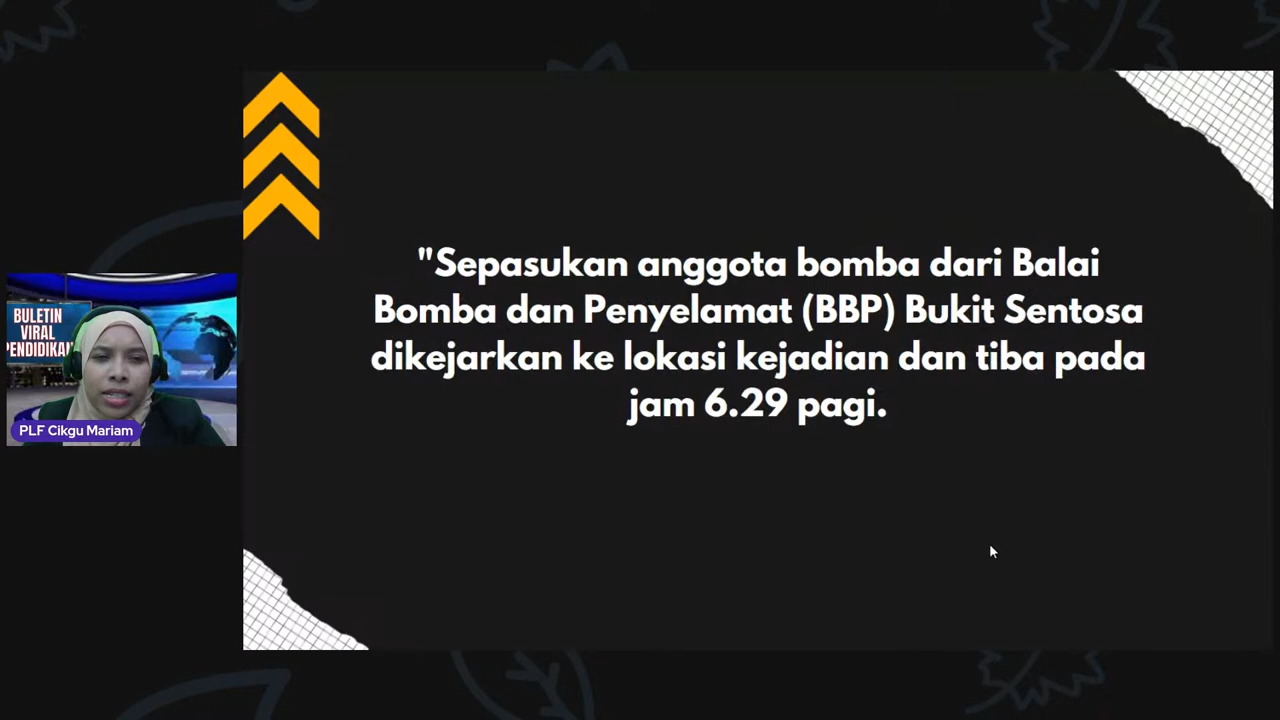 BULETIN
VIRAL
PENDIDIKAN
PLF Cikgu Mariam
"Sepasukan anggota bomba dari Balai
Bomba dan Penyelamat (BBP) Bukit Sentosa
dikejarkan ke lokasi kejadian dan tiba pada
jam 6.29 pagi.